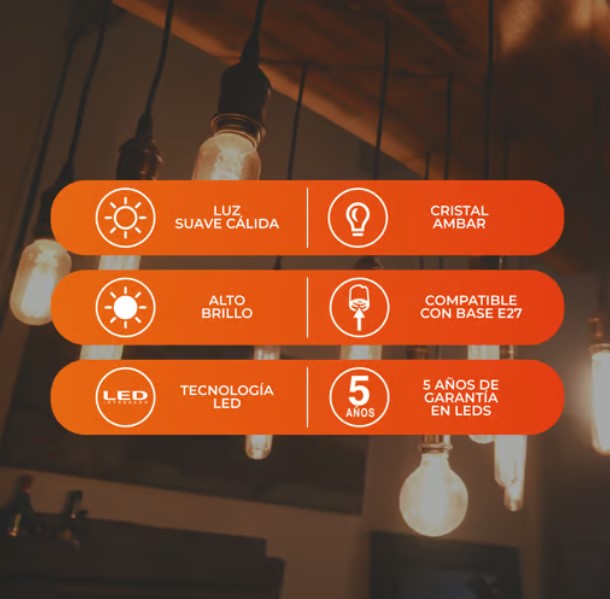 LUZ
SUAVE CÁLIDA
CRISTAL
AMBAR
ALTO
BRILLO
COMPATIBLE
CON BASE E27
LED
TECNOLOGÍA
LED
5
AÑOS
5 AÑOS DE
GARANTÍA
EN LEDS